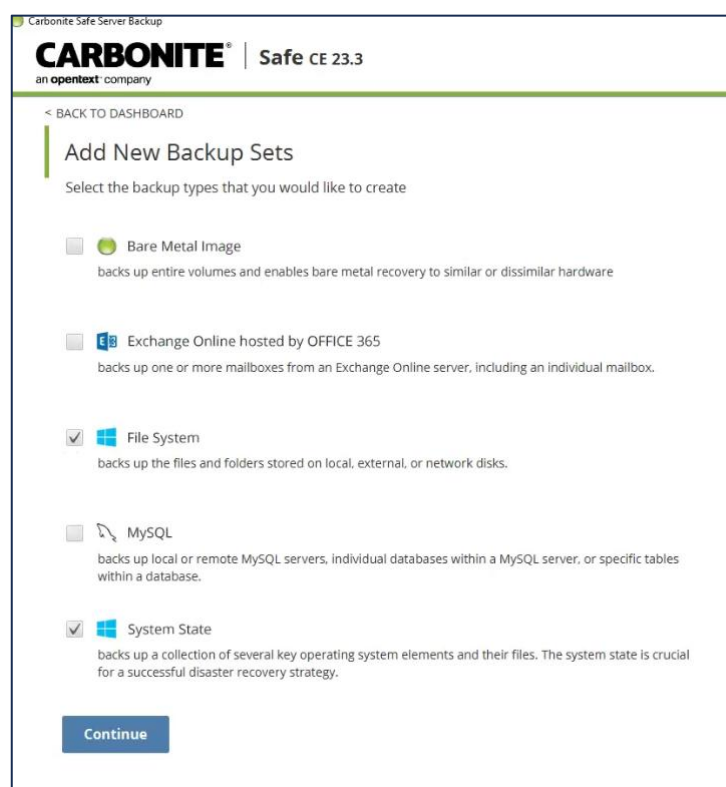 Carbonite Safe Server Backup
CARBONITE® Safe CE 23.3
an opentext™ company
< BACK TO DASHBOARD
Add New Backup Sets
Select the backup types that you would like to create
Bare Metal Image
backs up entire volumes and enables bare metal recovery to similar or dissimilar hardware
Exchange Online hosted by OFFICE 365
backs up one or more mailboxes from an Exchange Online server, including an individual mailbox.
File System
backs up the files and folders stored on local, external, or network disks.
MySQL
backs up local or remote MySQL servers, individual databases within a MySQL server, or specific tables
within a database.
System State
backs up a collection of several key operating system elements and their files. The system state is crucial
for a successful disaster recovery strategy.
Continue